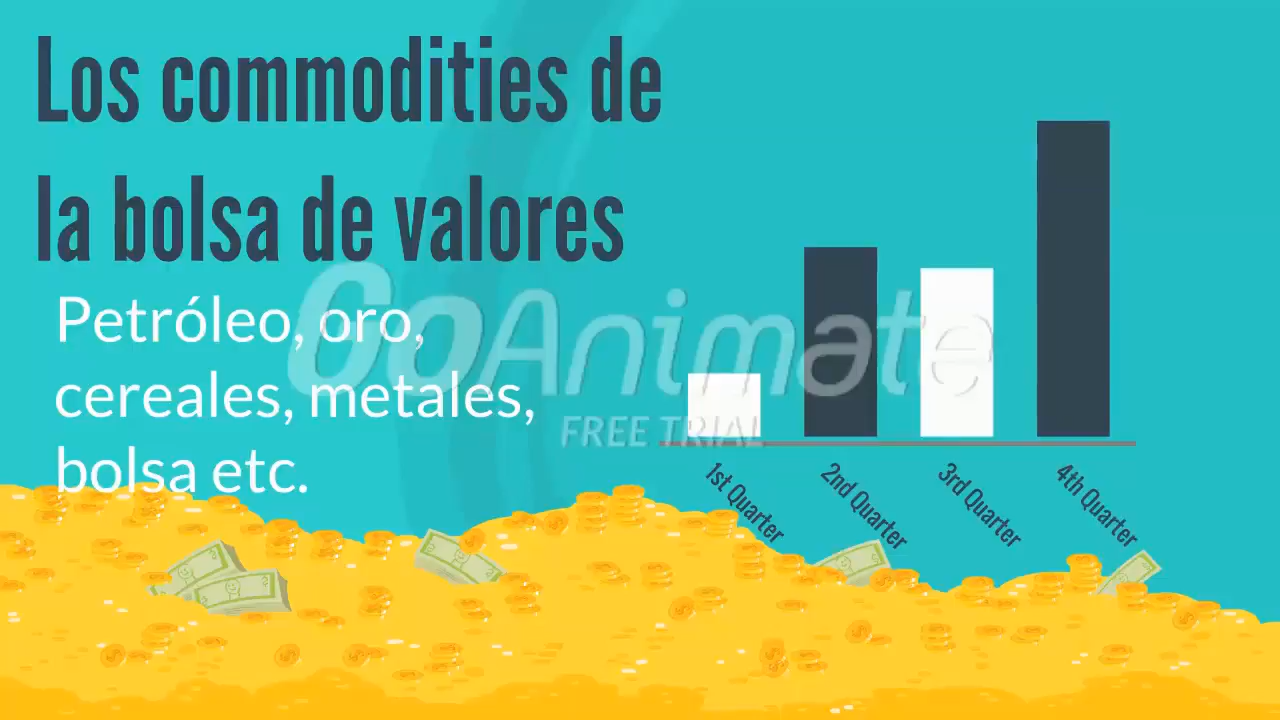 Los commodities de
la bolsa de valores
Petróleo, oro,
cereales, metales,
bolsa etc.
GoAnimate
FREE TRIAL
1st Quarter
2nd Quarter
3rd Quarter
4th Quarter